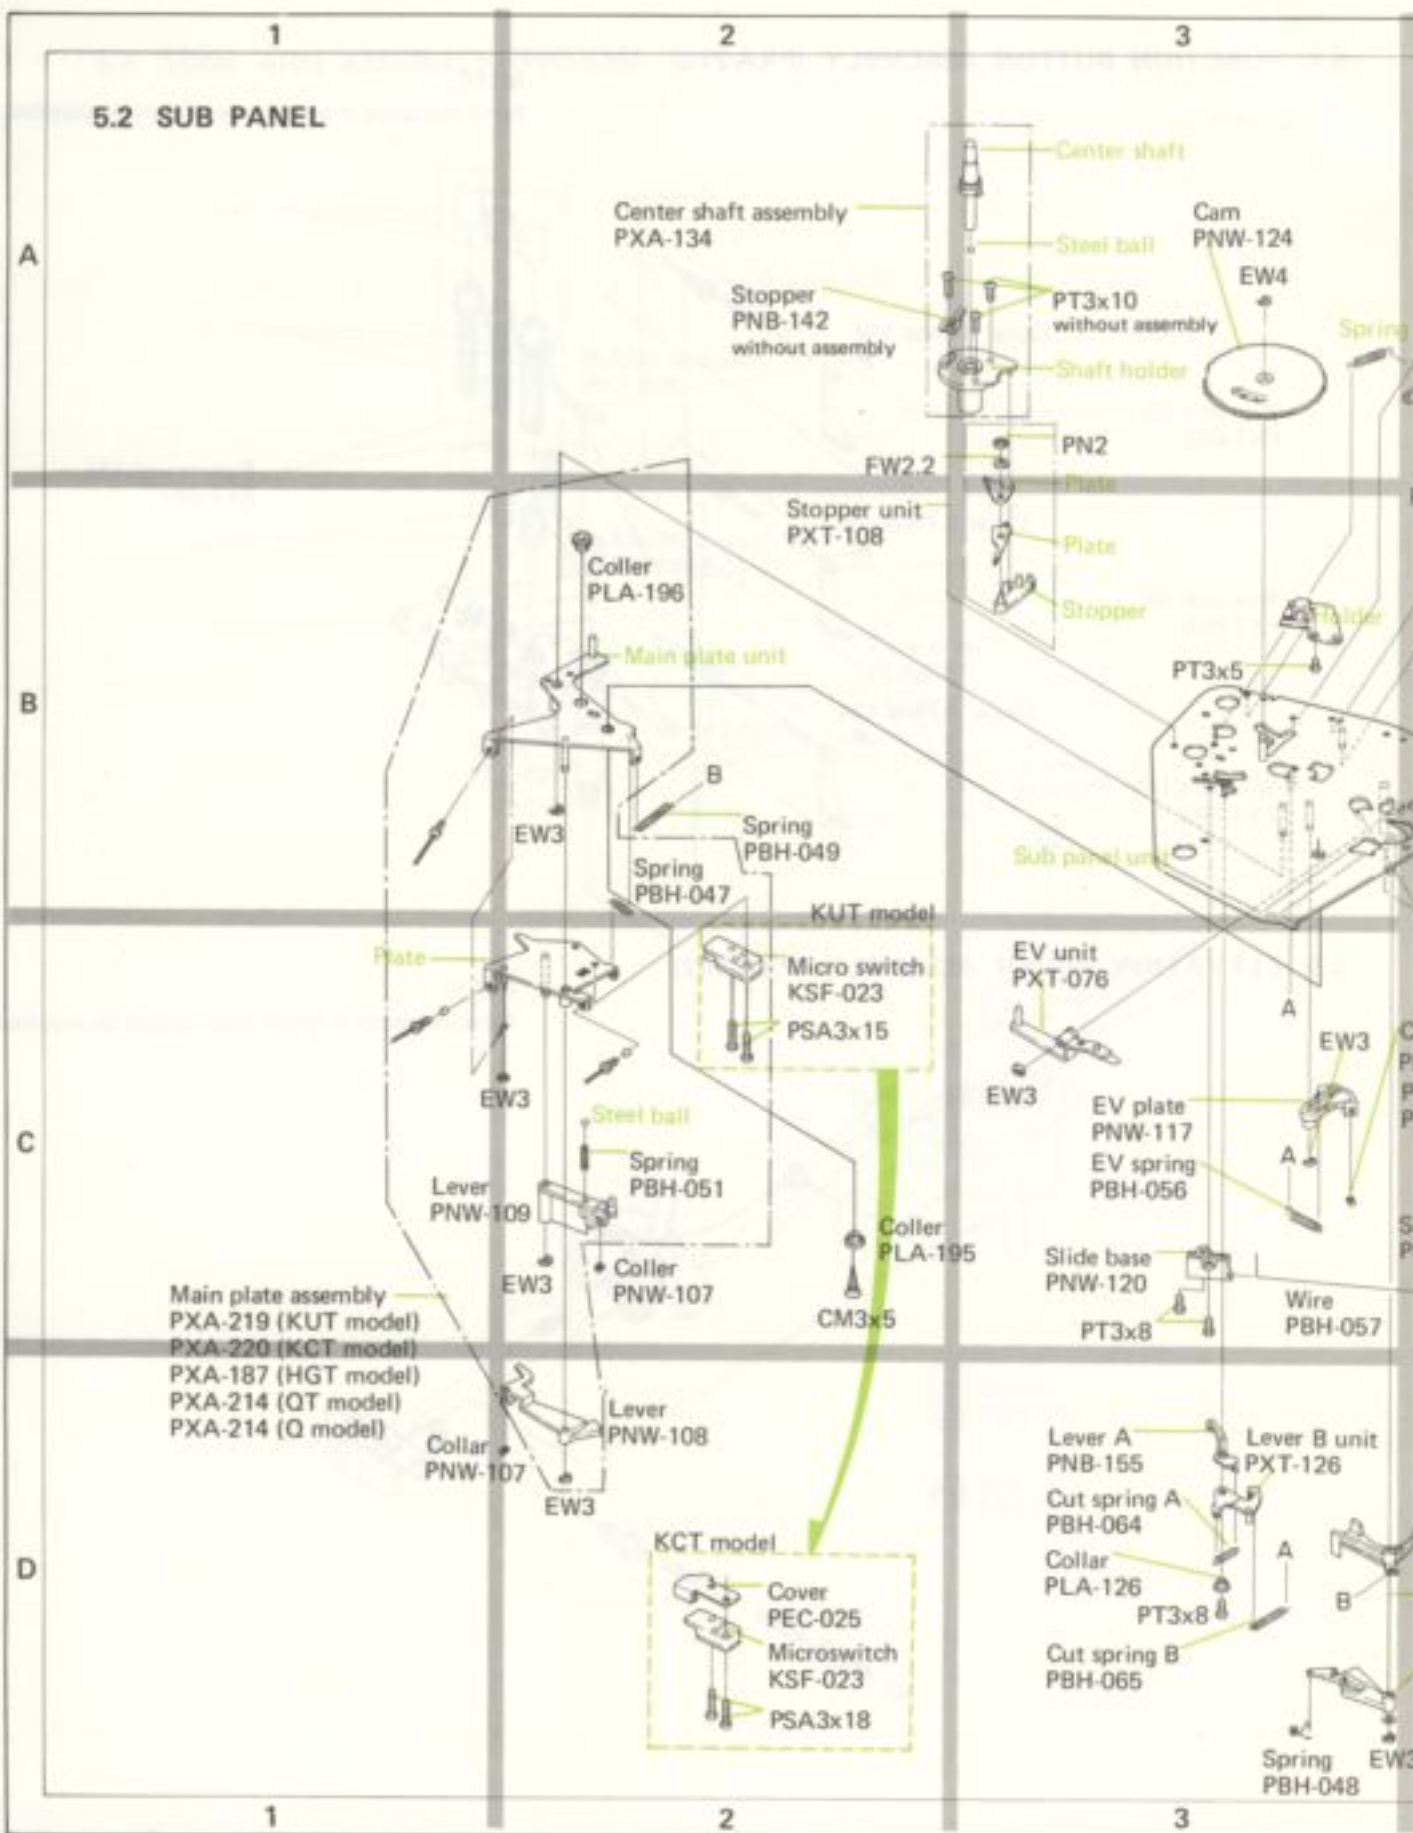 1 2 3
5.2 SUB PANEL
Center shaft
Center shaft assembly
PXA-134
Cam
PNW-124
A
Steel ball
EW4
Stopper
PNB-142
without assembly
PT3x10
without assembly
Spring
Shaft holder
PN2
FW2.2
Plate
Stopper unit
PXT-108
Plate
Coller
PLA-196
Stopper
Holder
Main plate unit
PT3x5
B
B
EW3
Spring
PBH-049
Sub panel unit
Spring
PBH-047
KUT model
Plate
Micro switch
KSF-023
EV unit
PXT-076
A
PSA3x15
EW3
EW3
EW3
Steel ball
EV plate
PNW-117
C
Spring
PBH-051
EV spring
PBH-056
A
Lever
PNW-109
Coller
PLA-195
Slide base
PNW-120
EW3
Coller
PNW-107
Main plate assembly
PXA-219 (KUT model)
PXA-220 (KCT model)
PXA-187 (HGT model)
PXA-214 (QT model)
PXA-214 (Q model)
CM3x5
PT3x8
Wire
PBH-057
Lever
PNW-108
Lever A
PNB-155
Lever B unit
PXT-126
Collar
PNW-107
EW3
Cut spring A
PBH-064
KCT model
A
D
Collar
PLA-126
Cover
PEC-025
B
PT3x8
Microswitch
KSF-023
Cut spring B
PBH-065
PSA3x18
Spring
PBH-048
EW3
1 2 3